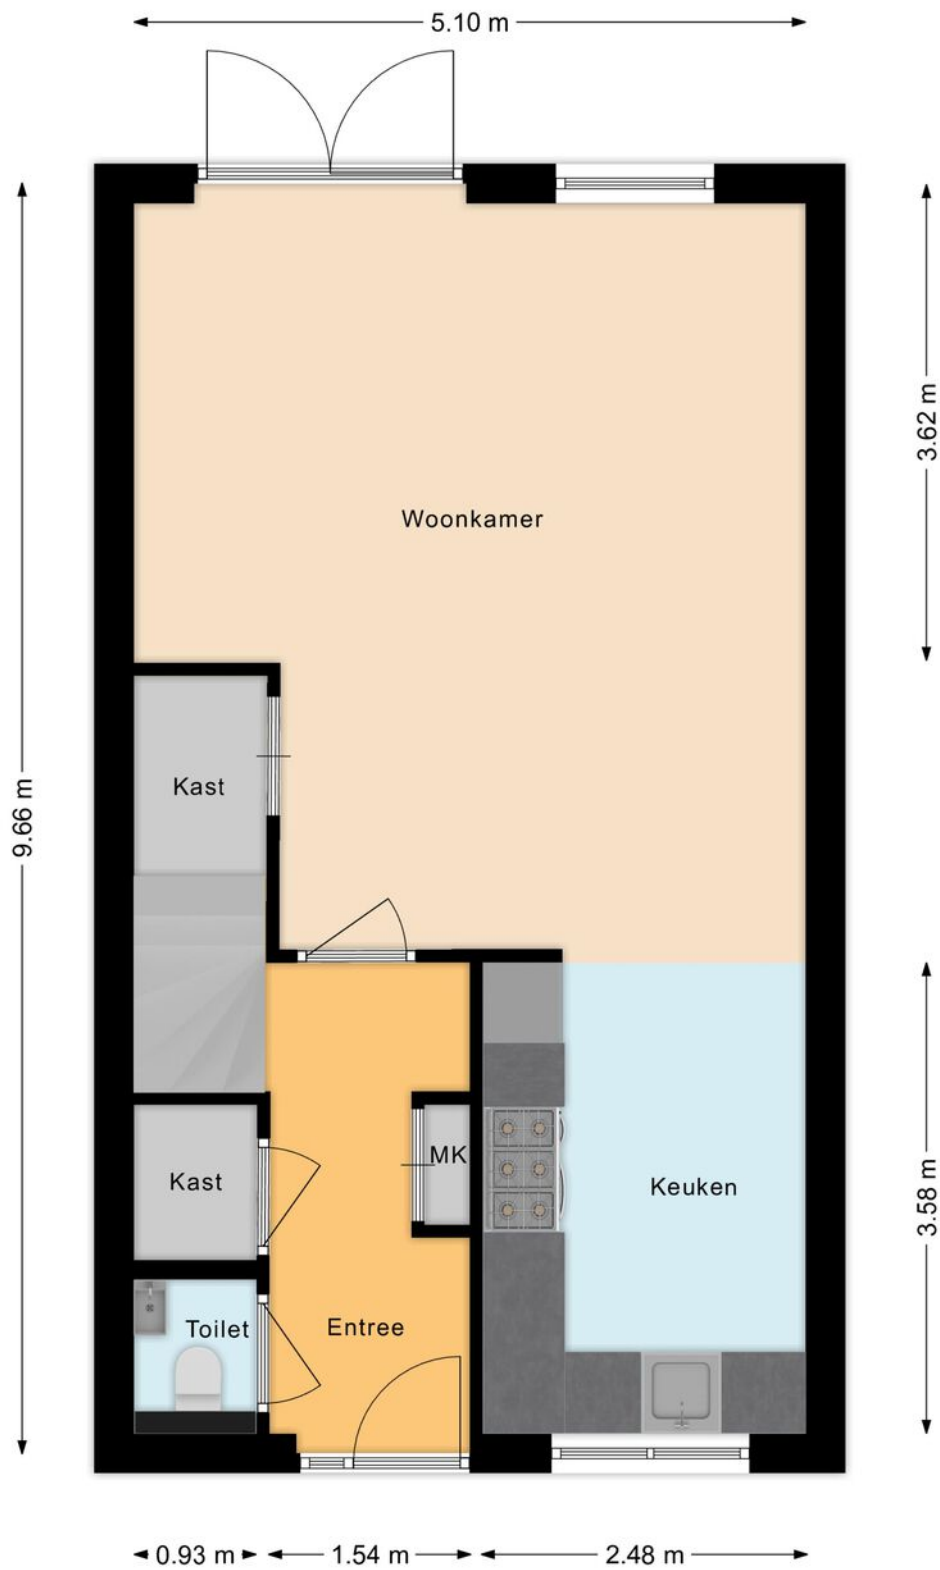 5.10 m
3.62 m
Woonkamer
Kast
9.66 m
MK
Kast
Keuken
3.58 m
Toilet
Entree
0.93 m
1.54 m
2.48 m